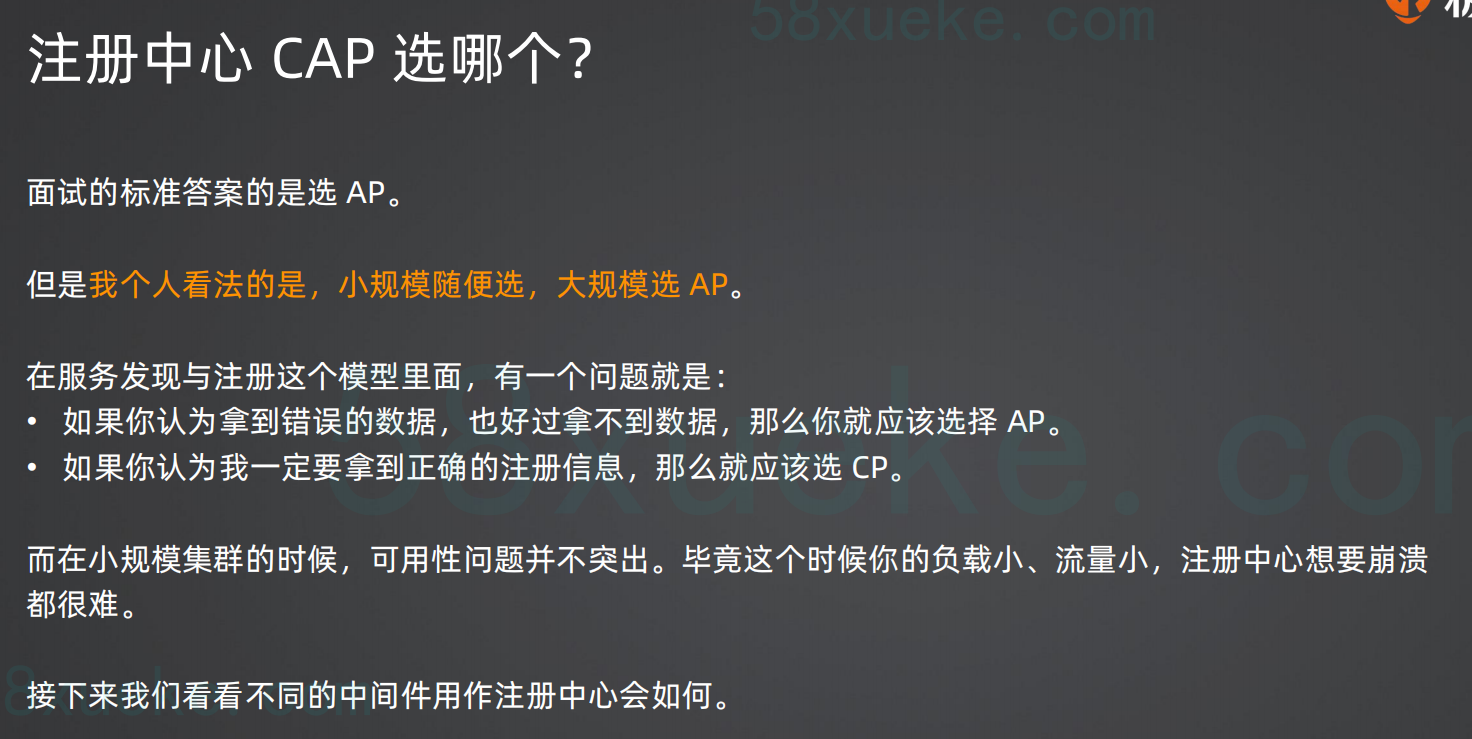 58xueke.com
注册中心 CAP 选哪个？
面试的标准答案的是选 AP。
但是我个人看法的是，小规模随便选，大规模选 AP。
在服务发现与注册这个模型里面，有一个问题就是：
• 如果你认为拿到错误的数据，也好过拿不到数据，那么你就应该选择 AP。
• 如果你认为我一定要拿到正确的注册信息，那么就应该选 CP。
58xueke.co
而在小规模集群的时候，可用性问题并不突出。毕竟这个时候你的负载小、流量小，注册中心想要崩溃
都很难。
接下来我们看看不同的中间件用作注册中心会如何。